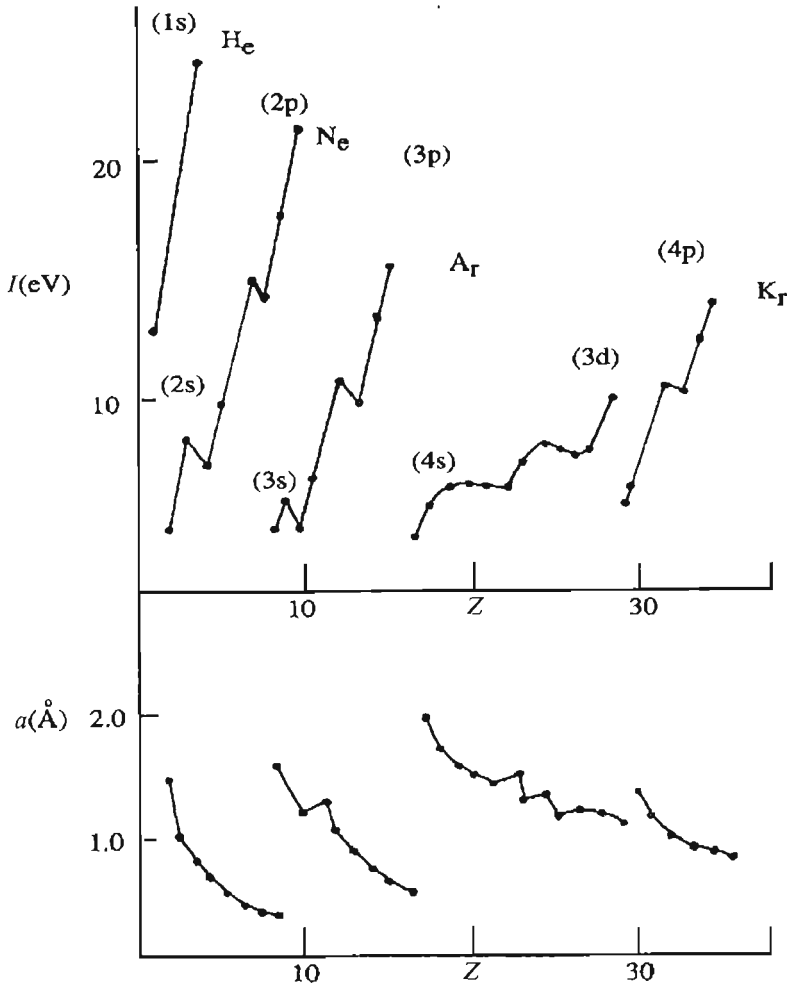 (1s)
He
(2p)
Ne
(3p)
20
Ar
(4p)
I(eV)
Kr
(3d)
(2s)
10
(4s)
(3s)
10
Z
30
a(Å)
2.0
1.0
10
Z
30